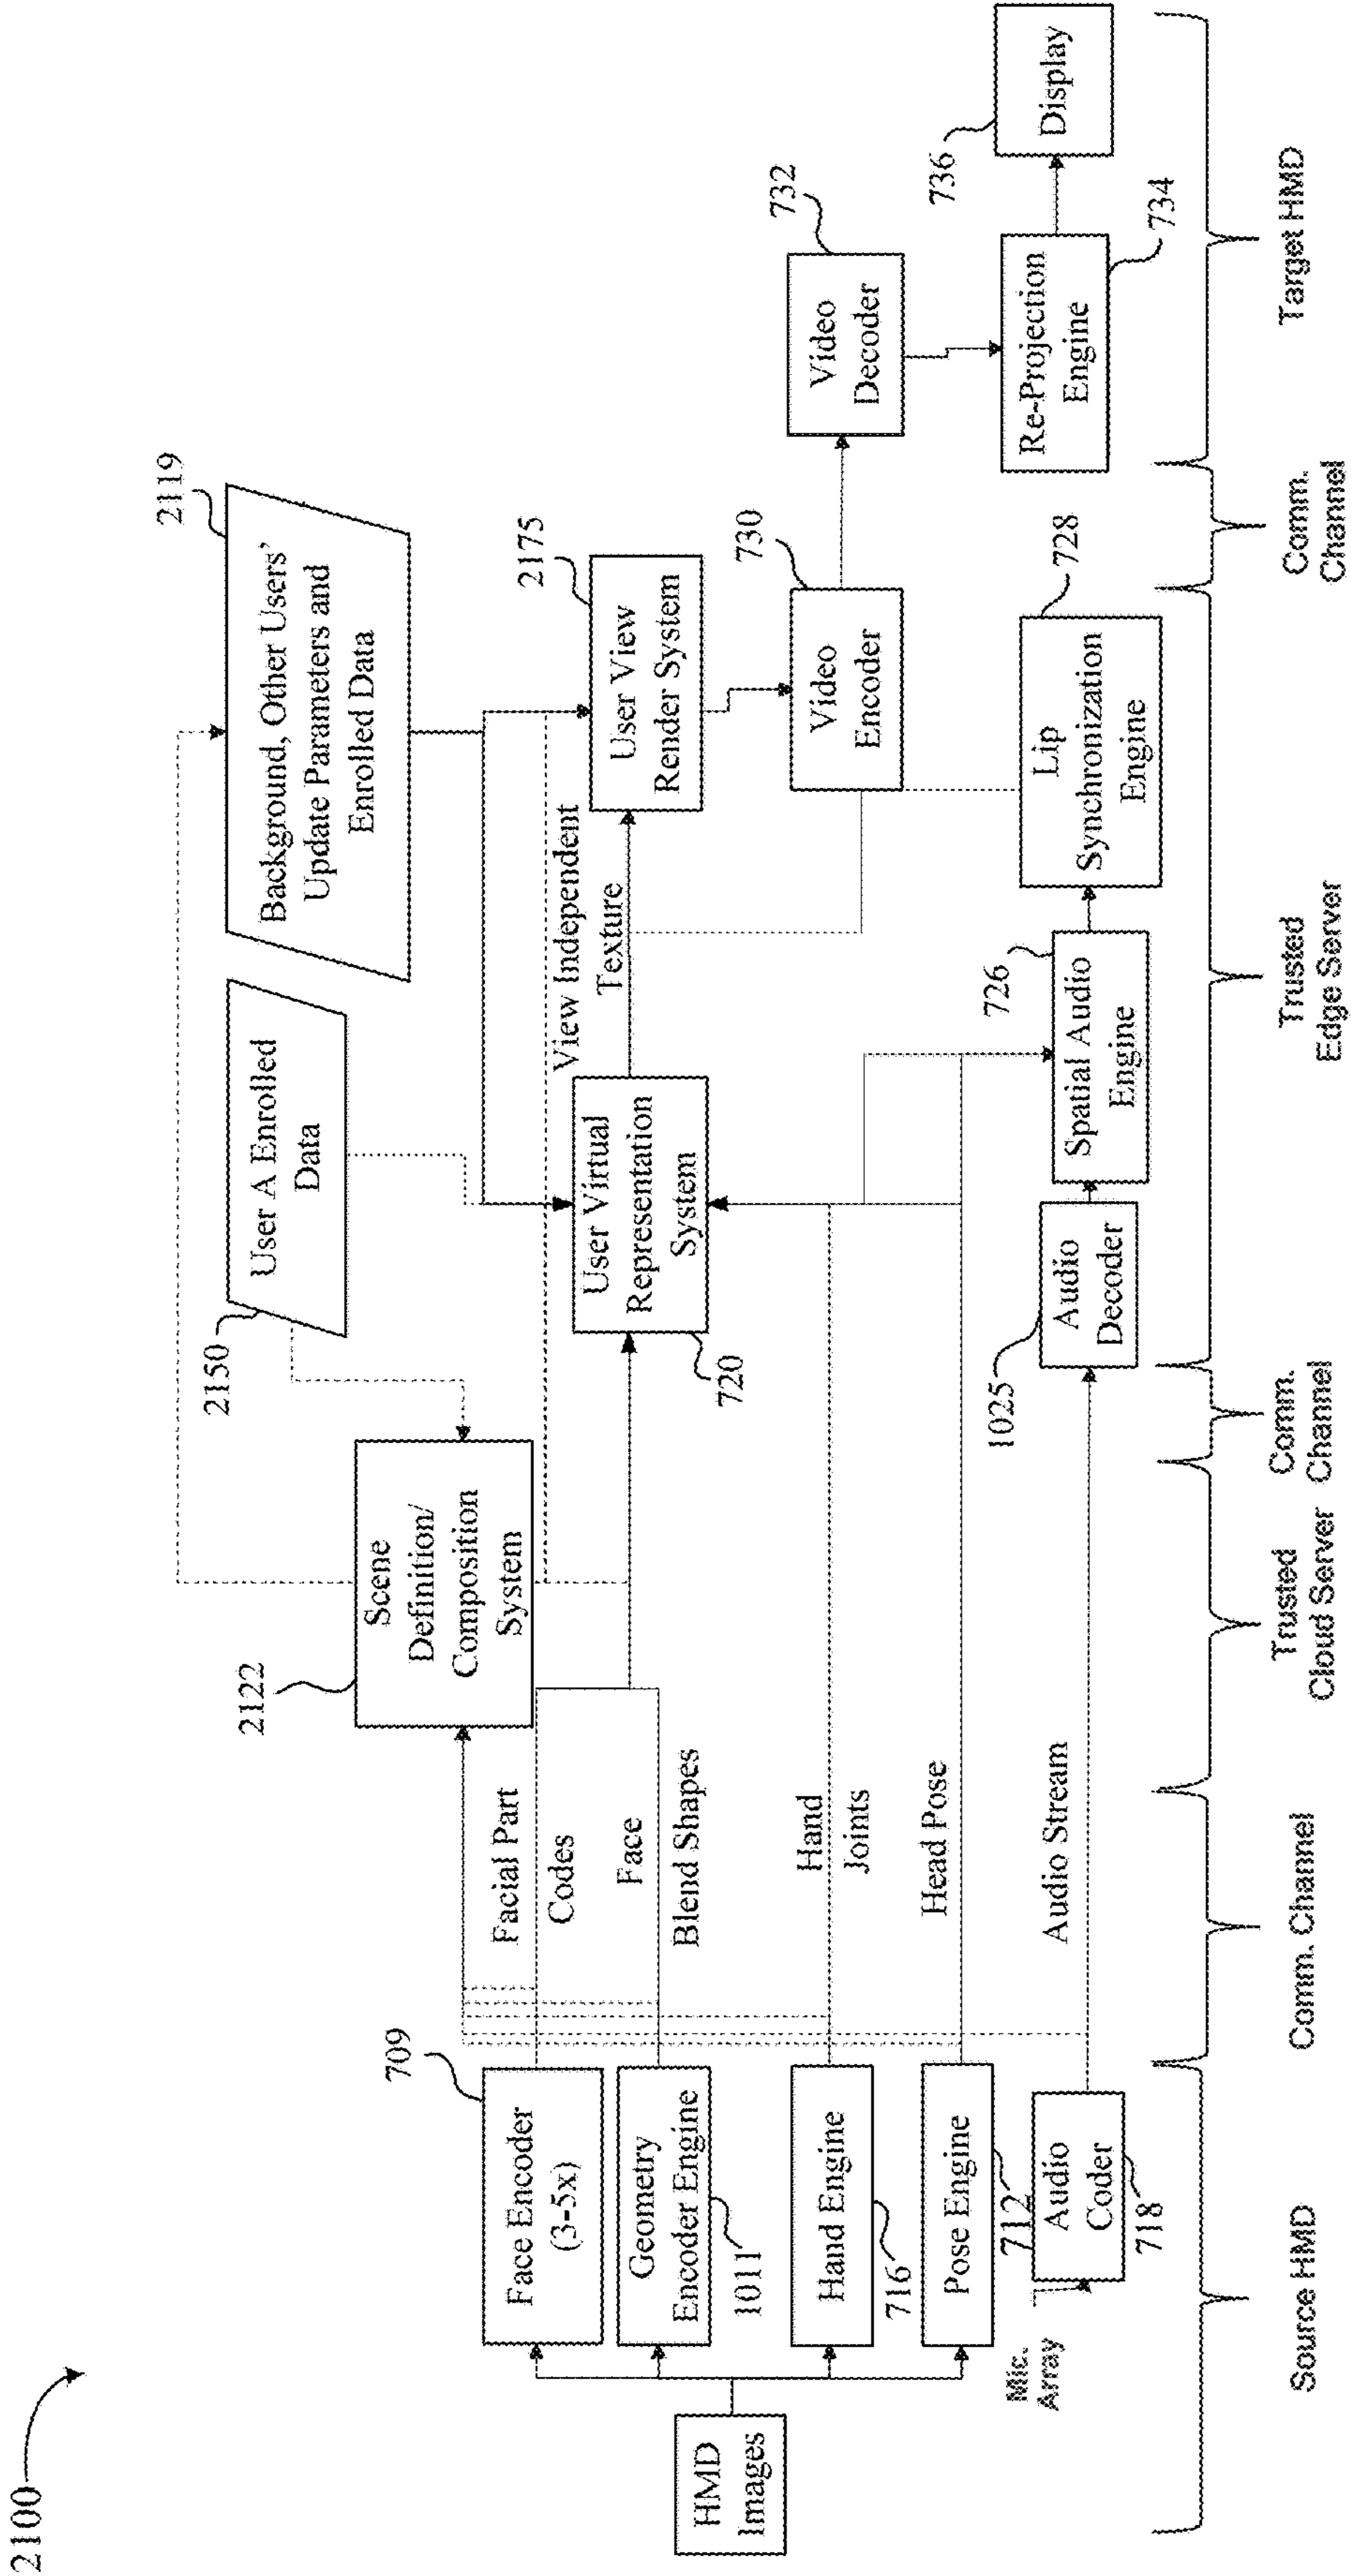 2100
HMD
Images
Face Encoder
(3-5x)
709
Geometry
Encoder Engine
1011
Hand Engine
716
Pose Engine
712
Mic.
Array
Audio
Coder
718
Facial Part
Codes
Face
Blend Shapes
Hand
Joints
Head Pose
Audio Stream
Scene
Definition/
Composition
System
2122
User A Enrolled
Data
2150
Background, Other Users'
Update Parameters and
Enrolled Data
2119
User Virtual
Representation
System
720
View Independent
Texture
User View
Render System
2175
Audio
Decoder
1025
Spatial Audio
Engine
726
Lip
Synchronization
Engine
728
Video
Encoder
730
Video
Decoder
732
Re-Projection
Engine
734
Display
736
Source HMD
Comm. Channel
Trusted
Cloud Server
Comm.
Channel
Trusted
Edge Server
Comm.
Channel
Target HMD